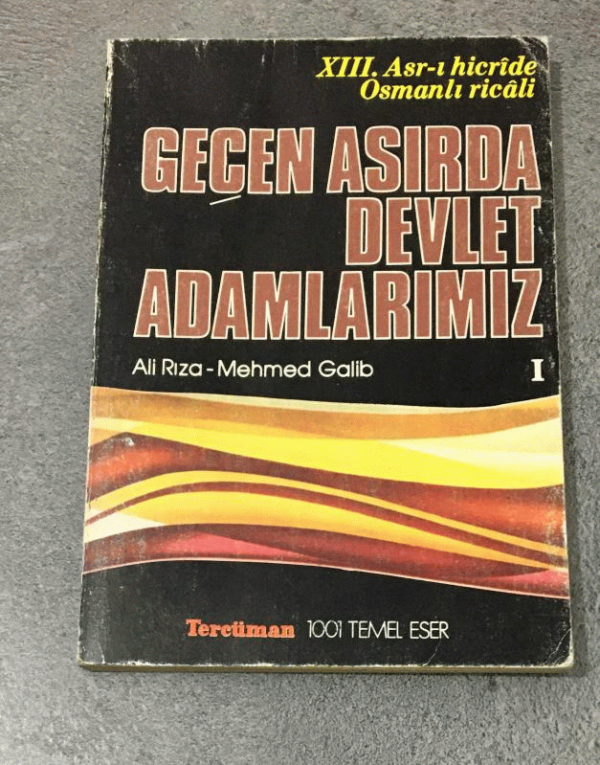 XIII. Asr-ı hicrîde
Osmanlı ricâli
GEÇEN ASIRDA
DEVLET
ADAMLARIMIZ
Ali Rıza-Mehmed Galib
I
Tercüman 1001 TEMEL ESER